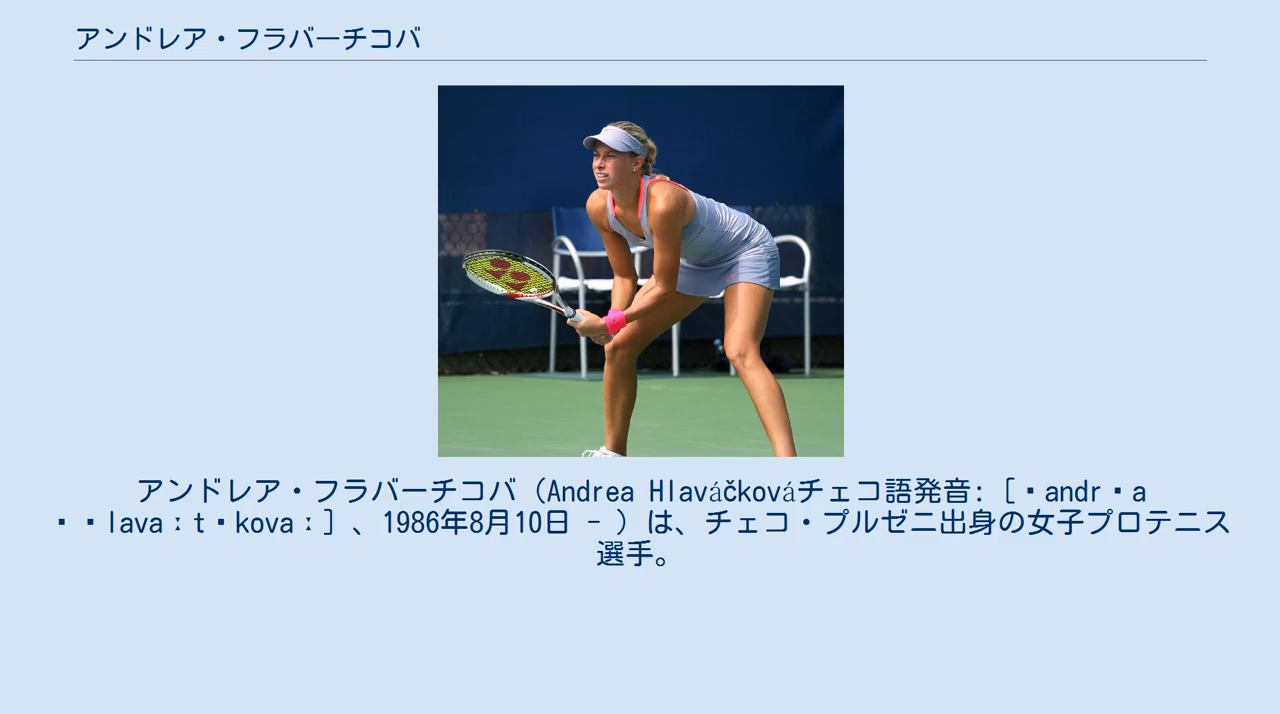 アンドレア・フラバーチコバ
アンドレア・フラバーチコバ（Andrea Hlaváčkováチェコ語発音: [・andr・a
・・lavaːt・kovaː]、1986年8月10日 - ）は、チェコ・プルゼニ出身の女子プロテニス
選手。